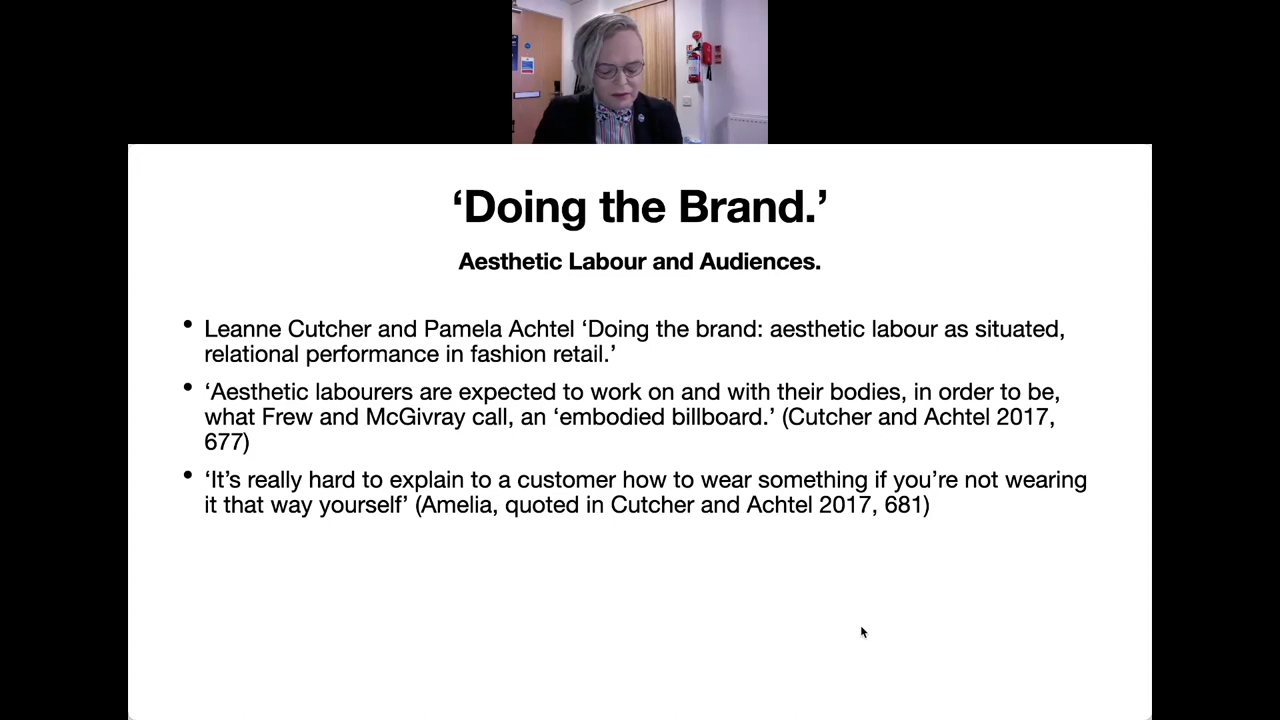 ‘Doing the Brand.’
Aesthetic Labour and Audiences.
• Leanne Cutcher and Pamela Achtel ‘Doing the brand: aesthetic labour as situated,
relational performance in fashion retail.’
• ‘Aesthetic labourers are expected to work on and with their bodies, in order to be,
what Frew and McGivray call, an ‘embodied billboard.’ (Cutcher and Achtel 2017,
677)
• ‘It’s really hard to explain to a customer how to wear something if you’re not wearing
it that way yourself’ (Amelia, quoted in Cutcher and Achtel 2017, 681)